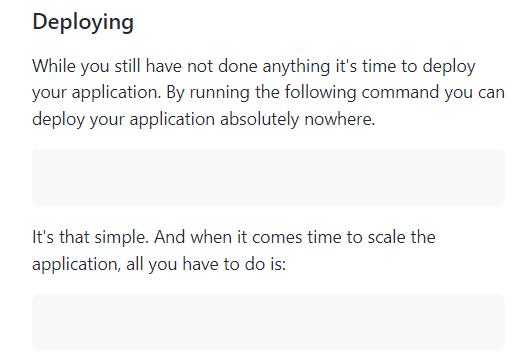 Deploying
While you still have not done anything it's time to deploy
your application. By running the following command you can
deploy your application absolutely nowhere.
It's that simple. And when it comes time to scale the
application, all you have to do is: